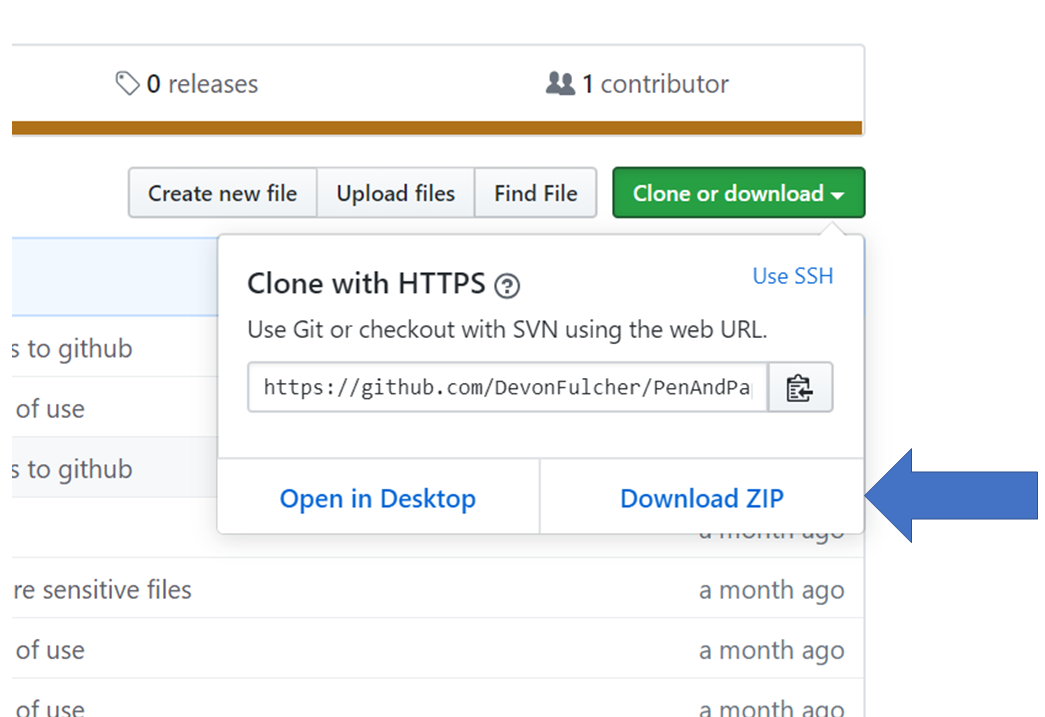 0 releases
1 contributor
Create new file
Upload files
Find File
Clone or download
Clone with HTTPS
Use SSH
Use Git or checkout with SVN using the web URL.
https://github.com/DevonFulcher/PenAndPa
s to github
of use
s to github
Open in Desktop
Download ZIP
a month ago
re sensitive files a month ago
of use a month ago
of use a month ago